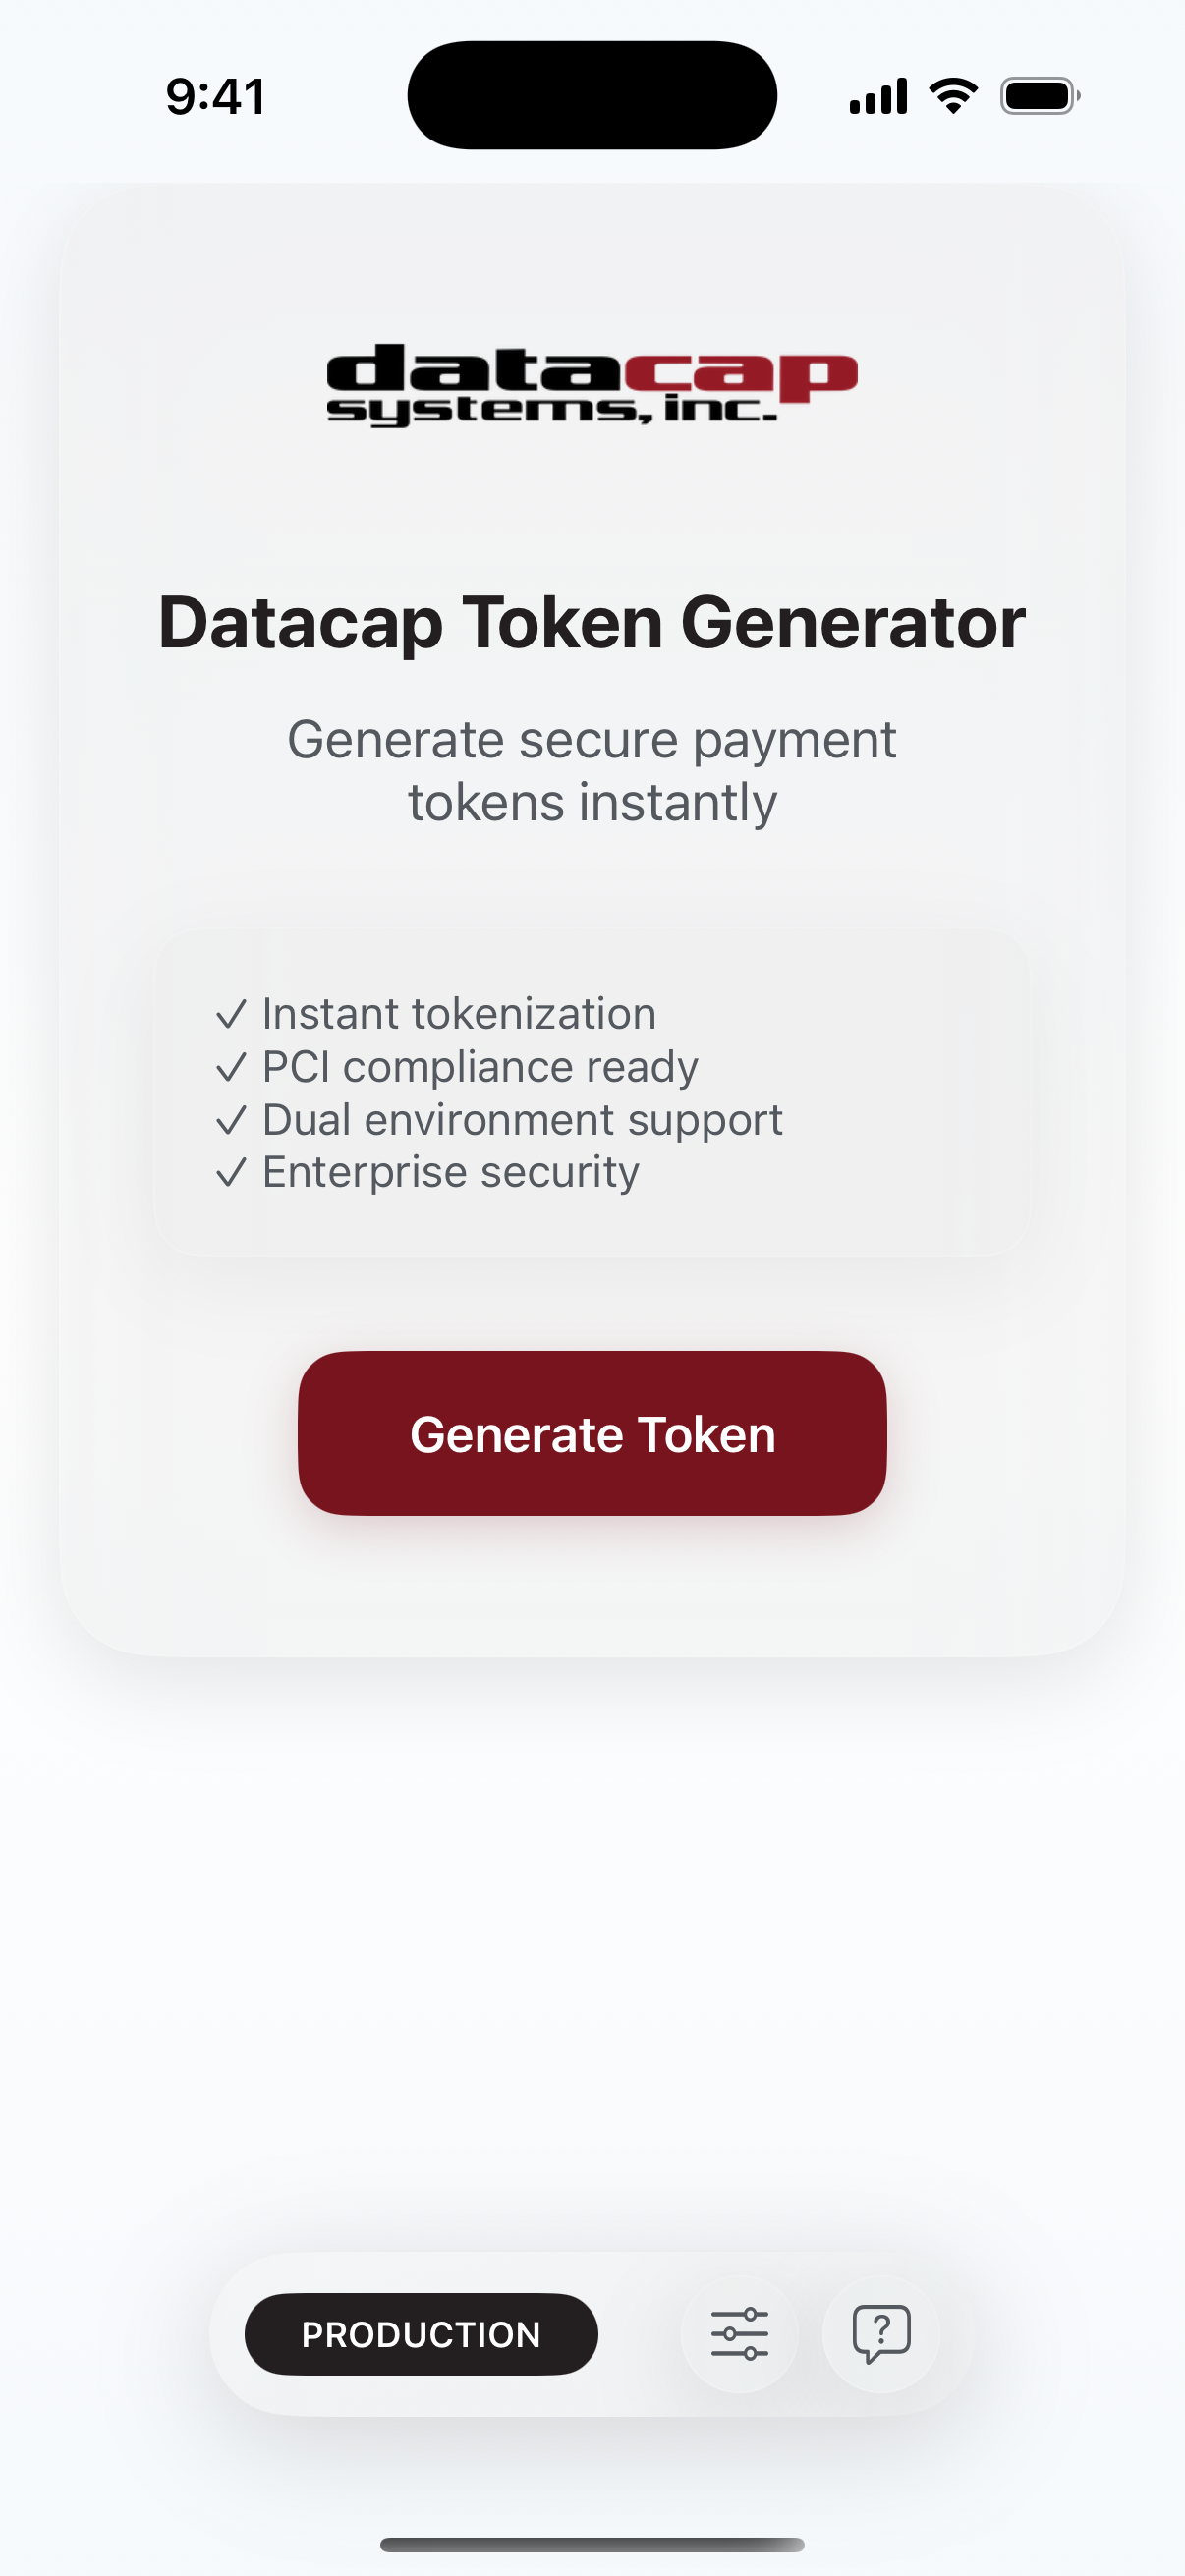 9:41
datacap
systems, inc.
Datacap Token Generator
Generate secure payment
tokens instantly
✓ Instant tokenization
✓ PCI compliance ready
✓ Dual environment support
✓ Enterprise security
Generate Token
PRODUCTION
?